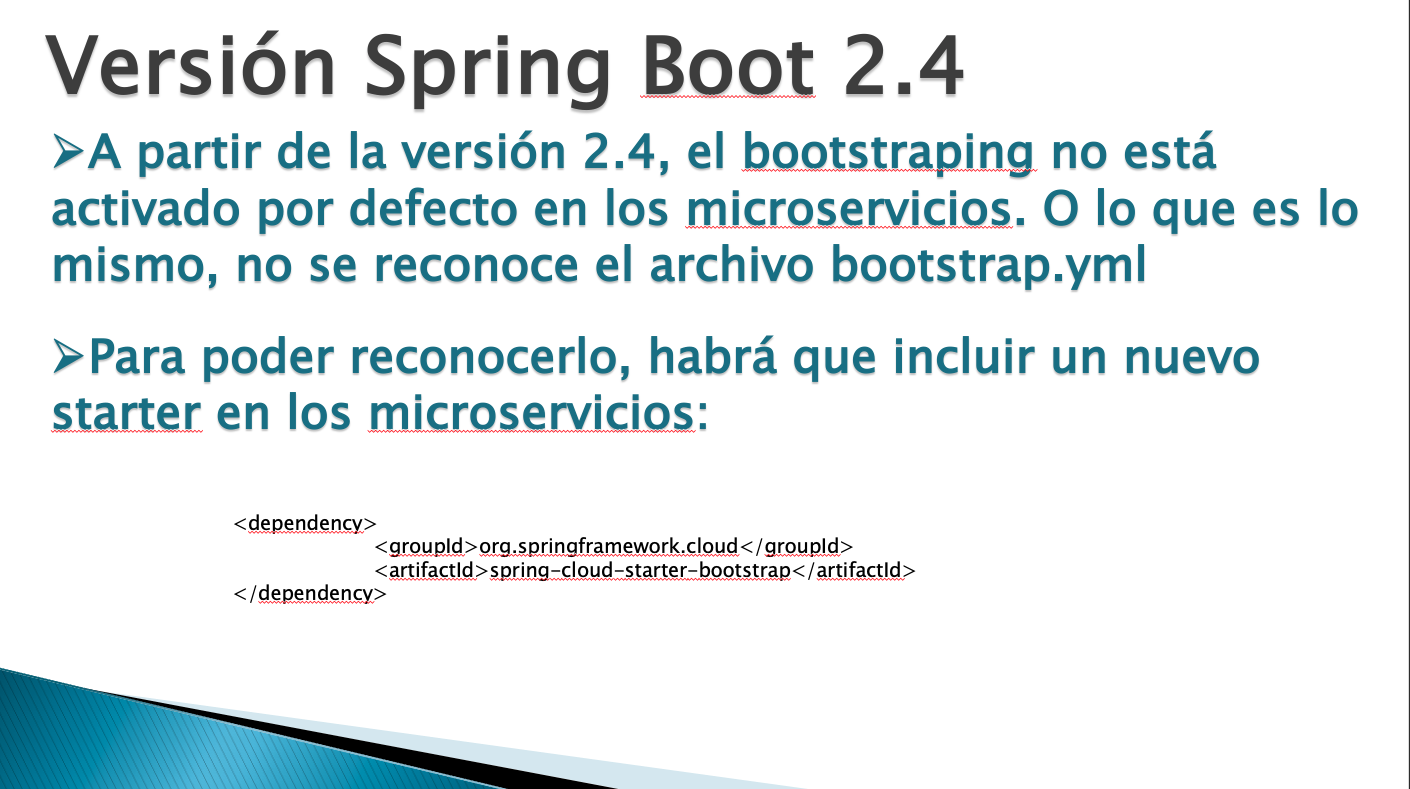 Versión Spring Boot 2.4
➢A partir de la versión 2.4, el bootstraping no está
activado por defecto en los microservicios. O lo que es lo
mismo, no se reconoce el archivo bootstrap.yml
➢Para poder reconocerlo, habrá que incluir un nuevo
starter en los microservicios:
<dependency>
<groupId>org.springframework.cloud</groupId>
<artifactId>spring-cloud-starter-bootstrap</artifactId>
</dependency>